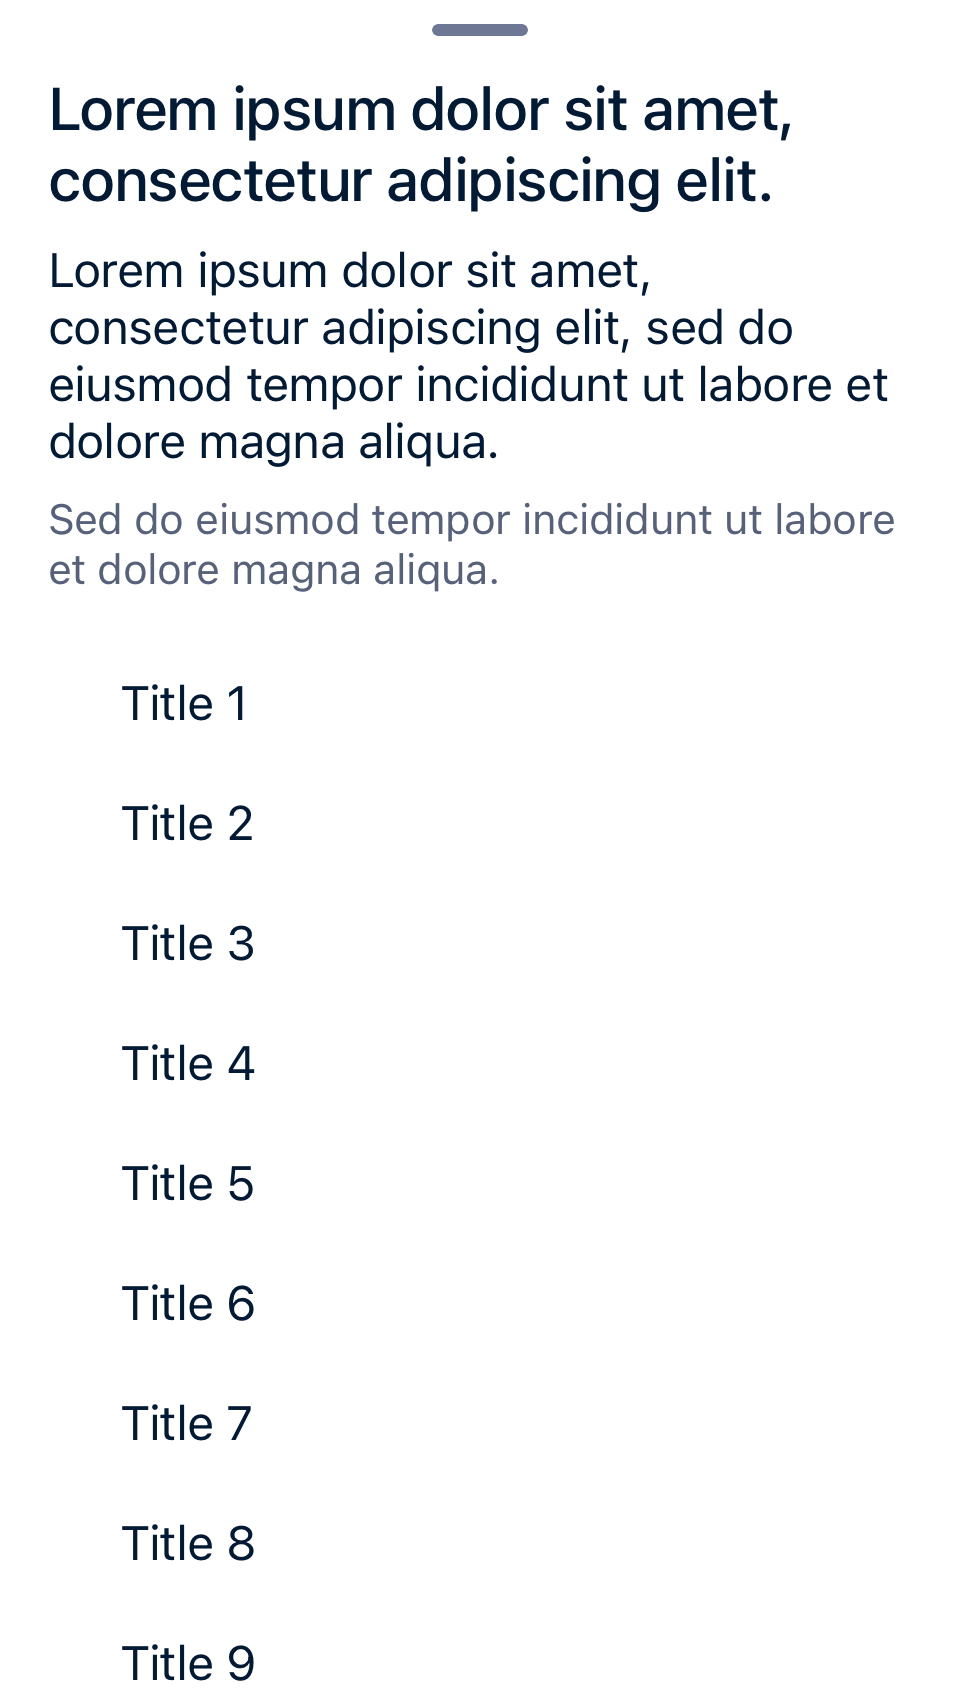 Lorem ipsum dolor sit amet,
consectetur adipiscing elit.
Lorem ipsum dolor sit amet,
consectetur adipiscing elit, sed do
eiusmod tempor incididunt ut labore et
dolore magna aliqua.
Sed do eiusmod tempor incididunt ut labore
et dolore magna aliqua.
Title 1
Title 2
Title 3
Title 4
Title 5
Title 6
Title 7
Title 8
Title 9